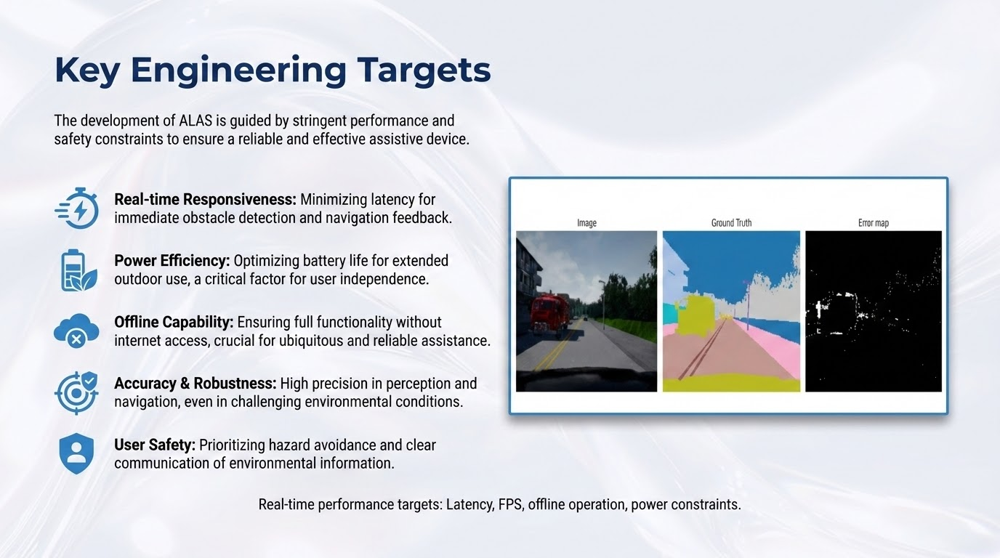 Key Engineering Targets
The development of ALAS is guided by stringent performance and
safety constraints to ensure a reliable and effective assistive device.
Real-time Responsiveness: Minimizing latency for
immediate obstacle detection and navigation feedback.
Power Efficiency: Optimizing battery life for extended
outdoor use, a critical factor for user independence.
Offline Capability: Ensuring full functionality without
internet access, crucial for ubiquitous and reliable assistance.
Accuracy & Robustness: High precision in perception and
navigation, even in challenging environmental conditions.
User Safety: Prioritizing hazard avoidance and clear
communication of environmental information.
Image
Ground Truth
Error map
Real-time performance targets: Latency, FPS, offline operation, power constraints.